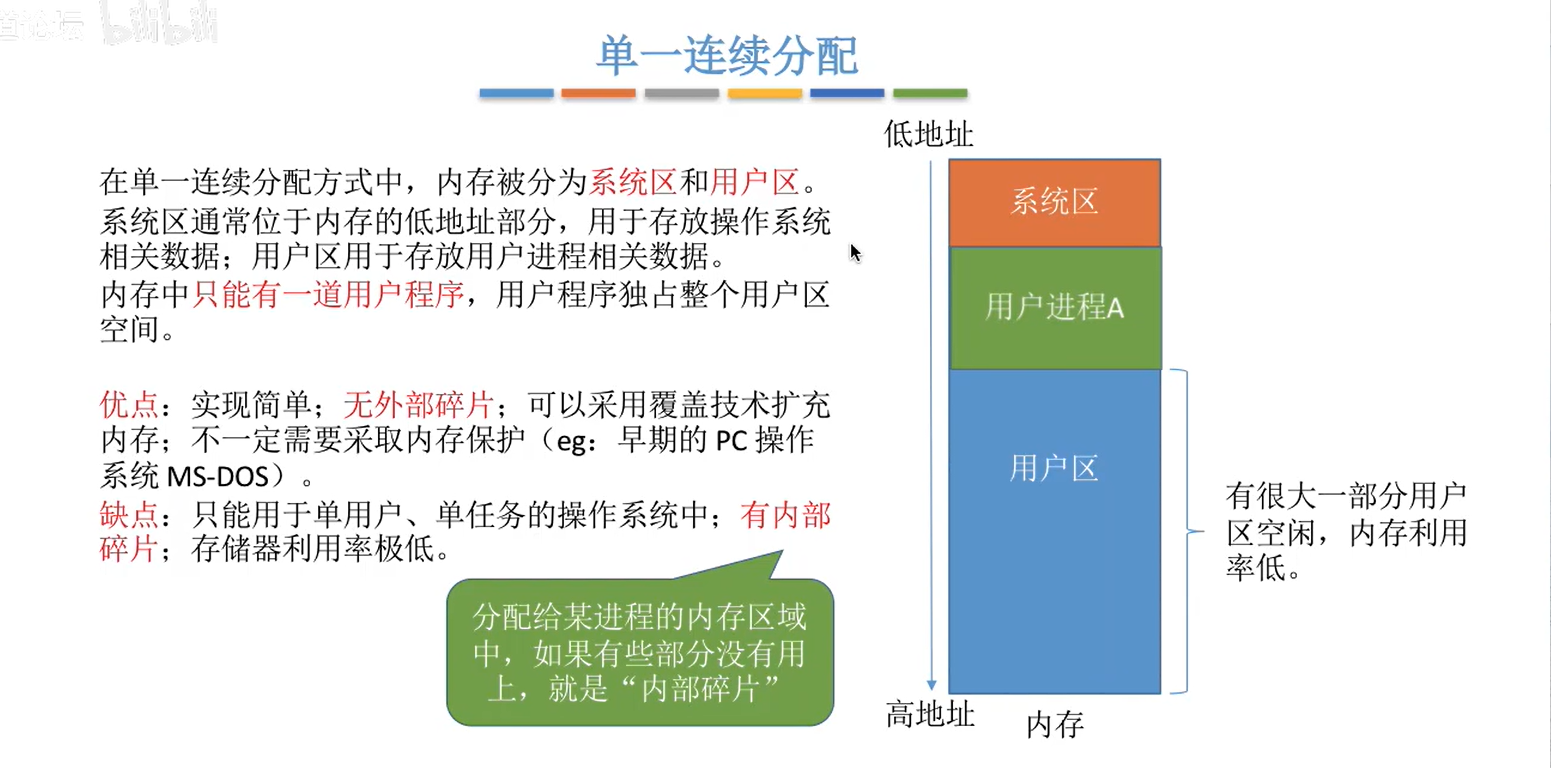 道论坛 bilibili
单一连续分配
低地址
在单一连续分配方式中，内存被分为系统区和用户区。
系统区通常位于内存的低地址部分，用于存放操作系统
相关数据；用户区用于存放用户进程相关数据。
内存中只能有一道用户程序，用户程序独占整个用户区
空间。
优点：实现简单；无外部碎片；可以采用覆盖技术扩充
内存；不一定需要采取内存保护（eg：早期的 PC 操作
系统 MS-DOS）。
缺点：只能用于单用户、单任务的操作系统中；有内部
碎片；存储器利用率极低。
分配给某进程的内存区域
中，如果有些部分没有用
上，就是“内部碎片”
系统区
用户进程A
用户区
有很大一部分用户
区空闲，内存利用
率低。
高地址
内存